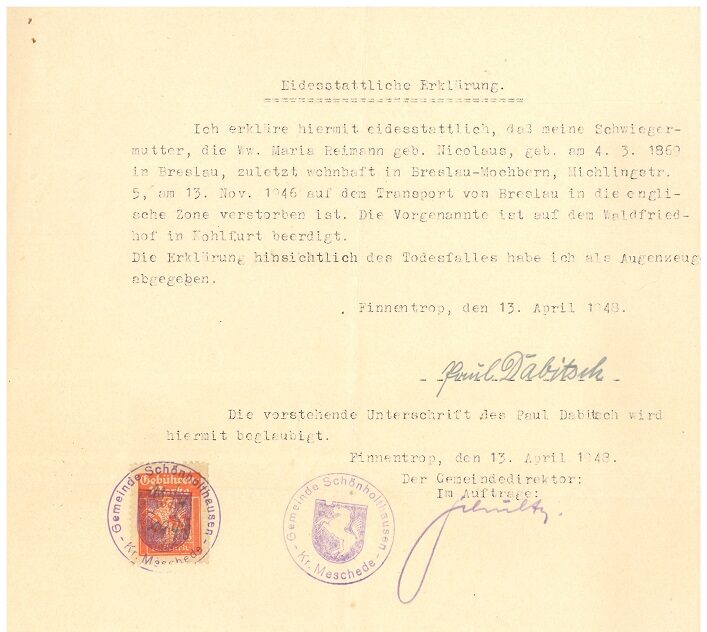 Eidesstattliche Erklärung.
Ich erkläre hiermit eidesstattlich, daß meine Schwieger-
mutter, die Ww. Maria Reimann geb. Nicolaus, geb. am 4. 3. 1869
in Breslau, zuletzt wohnhaft in Breslau-Mochbern, Michlingstr.
5, am 13. Nov. 1946 auf dem Transport von Breslau in die engli-
sche Zone verstorben ist. Die Vorgenannte ist auf dem Waldfried-
hof in Kohlfurt beerdigt.
Die Erklärung hinsichtlich des Todesfalles habe ich als Augenzeuge
abgegeben.
Finnentrop, den 13. April 1948.
Paul Dabitsch
Die vorstehende Unterschrift des Paul Dabitsch wird
hiermit beglaubigt.
Finnentrop, den 13. April 1948.
Der Gemeindedirektor:
Im Auftrage:
Schultz.
Gebühren
Marke
Gemeinde Schönholthausen
- Kr. Meschede -
Gemeinde Schönholthausen
- Kr. Meschede -